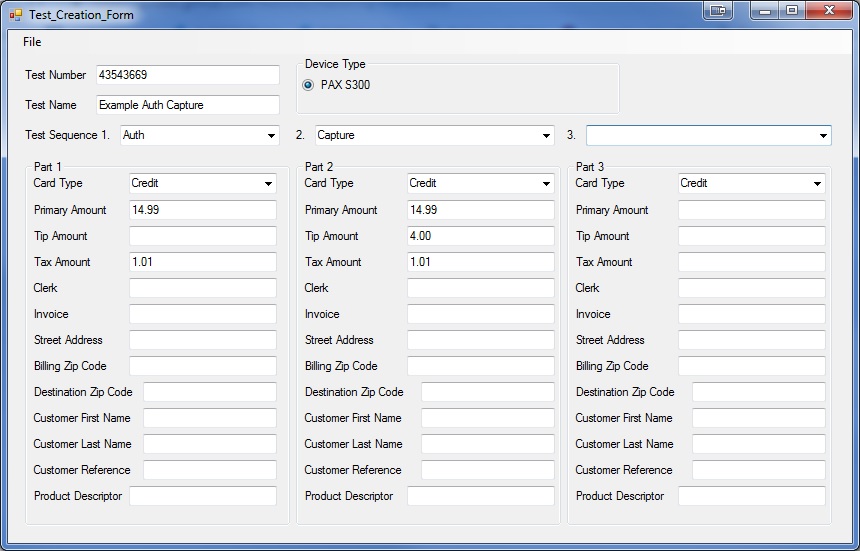 Test_Creation_Form
File
Test Number 43543669
Device Type
PAX S300
Test Name Example Auth Capture
Test Sequence 1. Auth 2. Capture 3.
Part 1 Part 2 Part 3
Card Type Credit Card Type Credit Card Type Credit
Primary Amount 14.99 Primary Amount 14.99 Primary Amount
Tip Amount Tip Amount 4.00 Tip Amount
Tax Amount 1.01 Tax Amount 1.01 Tax Amount
Clerk Clerk Clerk
Invoice Invoice Invoice
Street Address Street Address Street Address
Billing Zip Code Billing Zip Code Billing Zip Code
Destination Zip Code Destination Zip Code Destination Zip Code
Customer First Name Customer First Name Customer First Name
Customer Last Name Customer Last Name Customer Last Name
Customer Reference Customer Reference Customer Reference
Product Descriptor Product Descriptor Product Descriptor